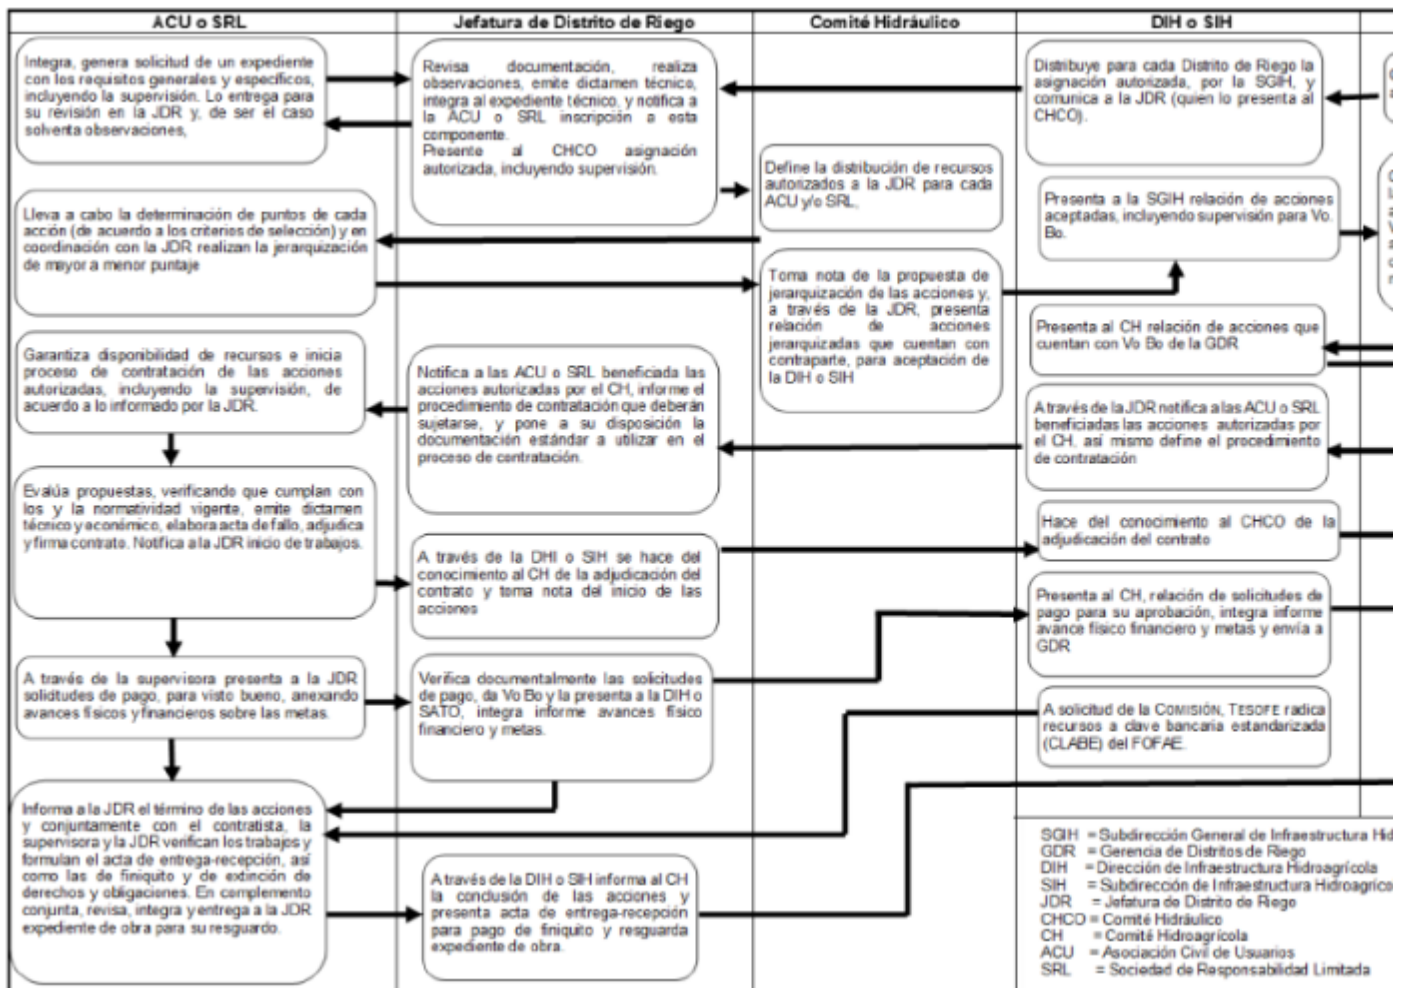 ACU o SRL
Integra, genera solicitud de un expediente
con los requisitos generales y específicos,
incluyendo la supervisión. Lo entrega para
su revisión en la JDR y, de ser el caso
solventa observaciones,
Lleva a cabo la determinación de puntos de cada
acción (de acuerdo a los criterios de selección) y en
coordinación con la JDR realizan la jerarquización
de mayor a menor puntaje
Garantiza disponibilidad de recursos e inicia
proceso de contratación de las acciones
autorizadas, incluyendo la supervisión, de
acuerdo a lo informado por la JDR.
Evalúa propuestas, verificando que cumplan con
los y la normatividad vigente, emite dictamen
técnico y económico, elabora acta de fallo, adjudica
y firma contrato. Notifica a la JDR inicio de trabajos.
A través de la supervisora presenta a la JDR
solicitudes de pago, para visto bueno, anexando
avances físicos y financieros sobre las metas.
Informa a la JDR el término de las acciones
y conjuntamente con el contratista, la
supervisora y la JDR verifican los trabajos y
formulan el acta de entrega-recepción, así
como las de finiquito y de extinción de
derechos y obligaciones. En complemento
conjunta, revisa, integra y entrega a la JDR
expediente de obra para su resguardo.
Jefatura de Distrito de Riego
Revisa documentación, realiza
observaciones, emite dictamen técnico,
integra al expediente técnico, y notifica a
la ACU o SRL inscripción a esta
componente.
Presente al CHCO asignación
autorizada, incluyendo supervisión.
Notifica a las ACU o SRL beneficiada las
acciones autorizadas por el CH, informe el
procedimiento de contratación que deberán
sujetarse, y pone a su disposición la
documentación estándar a utilizar en el
proceso de contratación.
A través de la DHI o SIH se hace del
conocimiento al CH de la adjudicación del
contrato y toma nota del inicio de las
acciones
Verifica documentalmente las solicitudes
de pago, da Vo Bo y la presenta a la DIH o
SATO, integra informe avances físico
financiero y metas.
A través de la DIH o SIH informa al CH
la conclusión de las acciones y
presenta acta de entrega-recepción
para pago de finiquito y resguarda
expediente de obra.
Comité Hidráulico
Define la distribución de recursos
autorizados a la JDR para cada
ACU y/o SRL,
Toma nota de la propuesta de
jerarquización de las acciones y,
a través de la JDR, presenta
relación de acciones
jerarquizadas que cuentan con
contraparte, para aceptación de
la DIH o SIH
DIH o SIH
Distribuye para cada Distrito de Riego la
asignación autorizada, por la SGIH, y
comunica a la JDR (quien lo presenta al
CHCO).
Presenta a la SGIH relación de acciones
aceptadas, incluyendo supervisión para Vo.
Bo.
Presenta al CH relación de acciones que
cuentan con Vo Bo de la GDR
A través de la JDR notifica a las ACU o SRL
beneficiadas las acciones autorizadas por
el CH. así mismo define el procedimiento
de contratación
Hace del conocimiento al CHCO de la
adjudicación del contrato
Presenta al CH, relación de solicitudes de
pago para su aprobación, integra informe
avance físico financiero y metas y envía a
GDR
A solicitud de la COMISIÓN, TESOFE radica
recursos a clave bancaria estandarizada
(CLABE) del FOFAE.
SGIH = Subdirección General de Infraestructura Hid
GDR = Gerencia de Distritos de Riego
DIH = Dirección de Infraestructura Hidroagrícola
SIH = Subdirección de Infraestructura Hidroagríco
JDR = Jefatura de Distrito de Riego
CHCO = Comité Hidráulico
CH = Comité Hidroagrícola
ACU = Asociación Civil de Usuarios
SRL = Sociedad de Responsabilidad Limitada